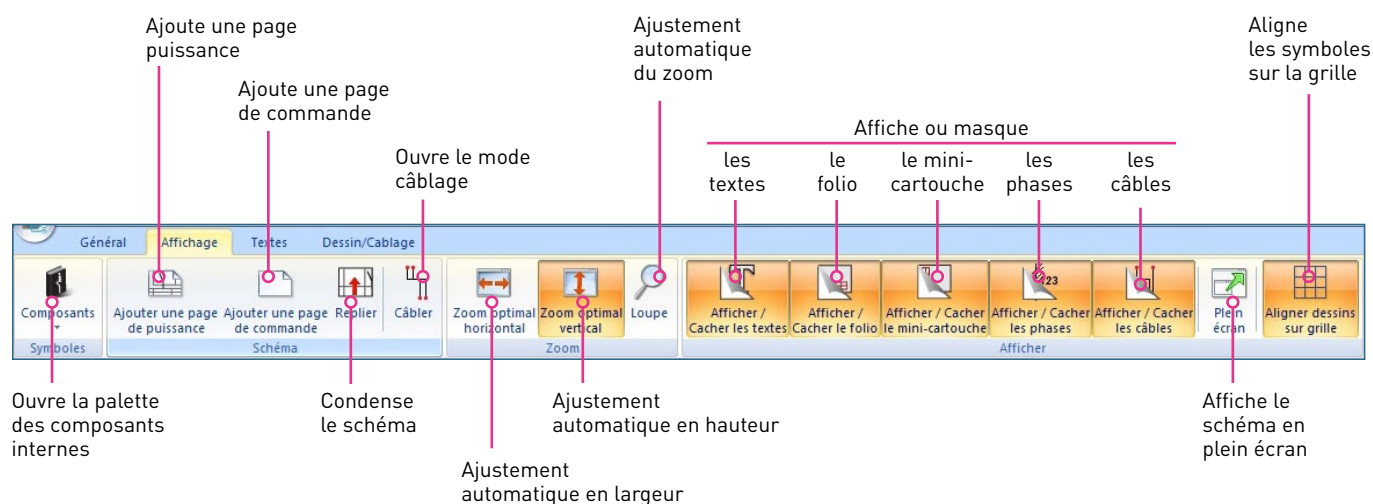 Ajoute une page
puissance
Ajustement
automatique
du zoom
Aligne
les symboles
sur la grille
Ajoute une page
de commande
Affiche ou masque
Ouvre le mode
câblage
les
textes
le
folio
le mini-
cartouche
les
phases
les
câbles
Général Affichage Textes Dessin/Cablage
123
Composants
Ajouter une page
de puissance
Ajouter une page
de commande
Replier
Câbler
Zoom optimal
horizontal
Zoom optimal
vertical
Loupe
Afficher /
Cacher les textes
Afficher /
Cacher le folio
Afficher / Cacher
le mini-cartouche
Afficher / Cacher
les phases
Afficher / Cacher
les câbles
Plein
écran
Aligner dessins
sur grille
Symboles Schéma Zoom Afficher
Ouvre la palette
des composants
internes
Condense
le schéma
Ajustement
automatique en hauteur
Affiche le
schéma en
plein écran
Ajustement
automatique en largeur